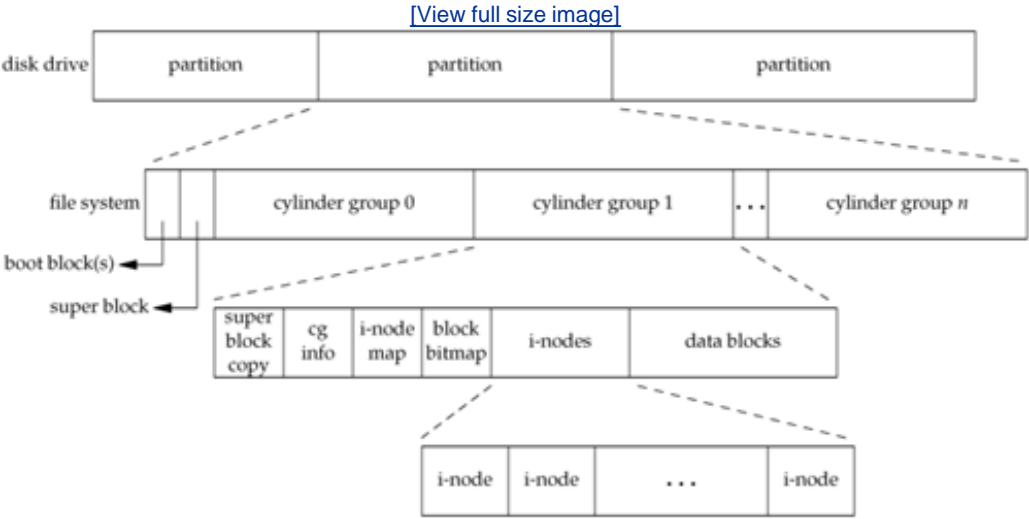 [View full size image]
disk drive
partition
partition
partition
file system
cylinder group 0
cylinder group 1
...
cylinder group n
boot block(s)
super block
super
block
copy
cg
info
i-node
map
block
bitmap
i-nodes
data blocks
i-node
i-node
...
i-node